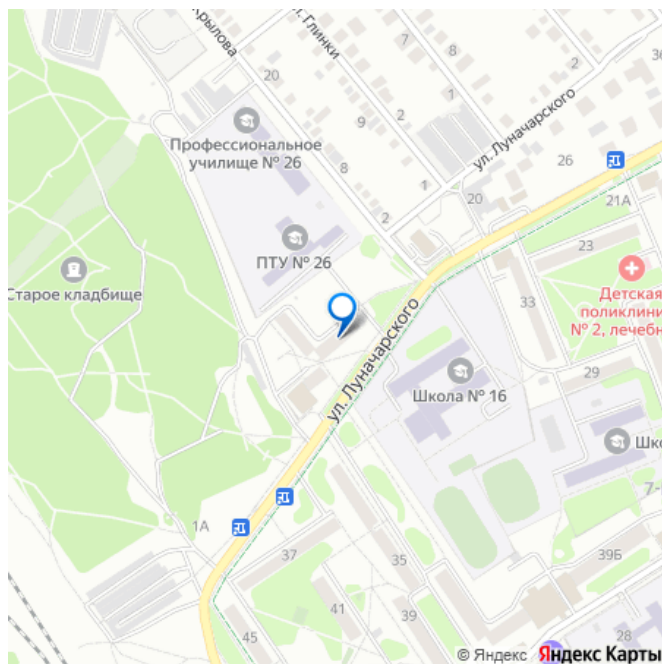 Крылова
ул. Глинки
7
8
36
20
2
1
9
ул. Луначарского
Профессиональное
училище № 26
8
26
1
20
21А
2
23
ПТУ № 26
Старое кладбище
Детская
поликлини
№ 2, лечебн
33
ул. Луначарского
29
Школа № 16
Шко
7-
1А
37
35
39Б
41
39
45
28
© Яндекс Яндекс Карты